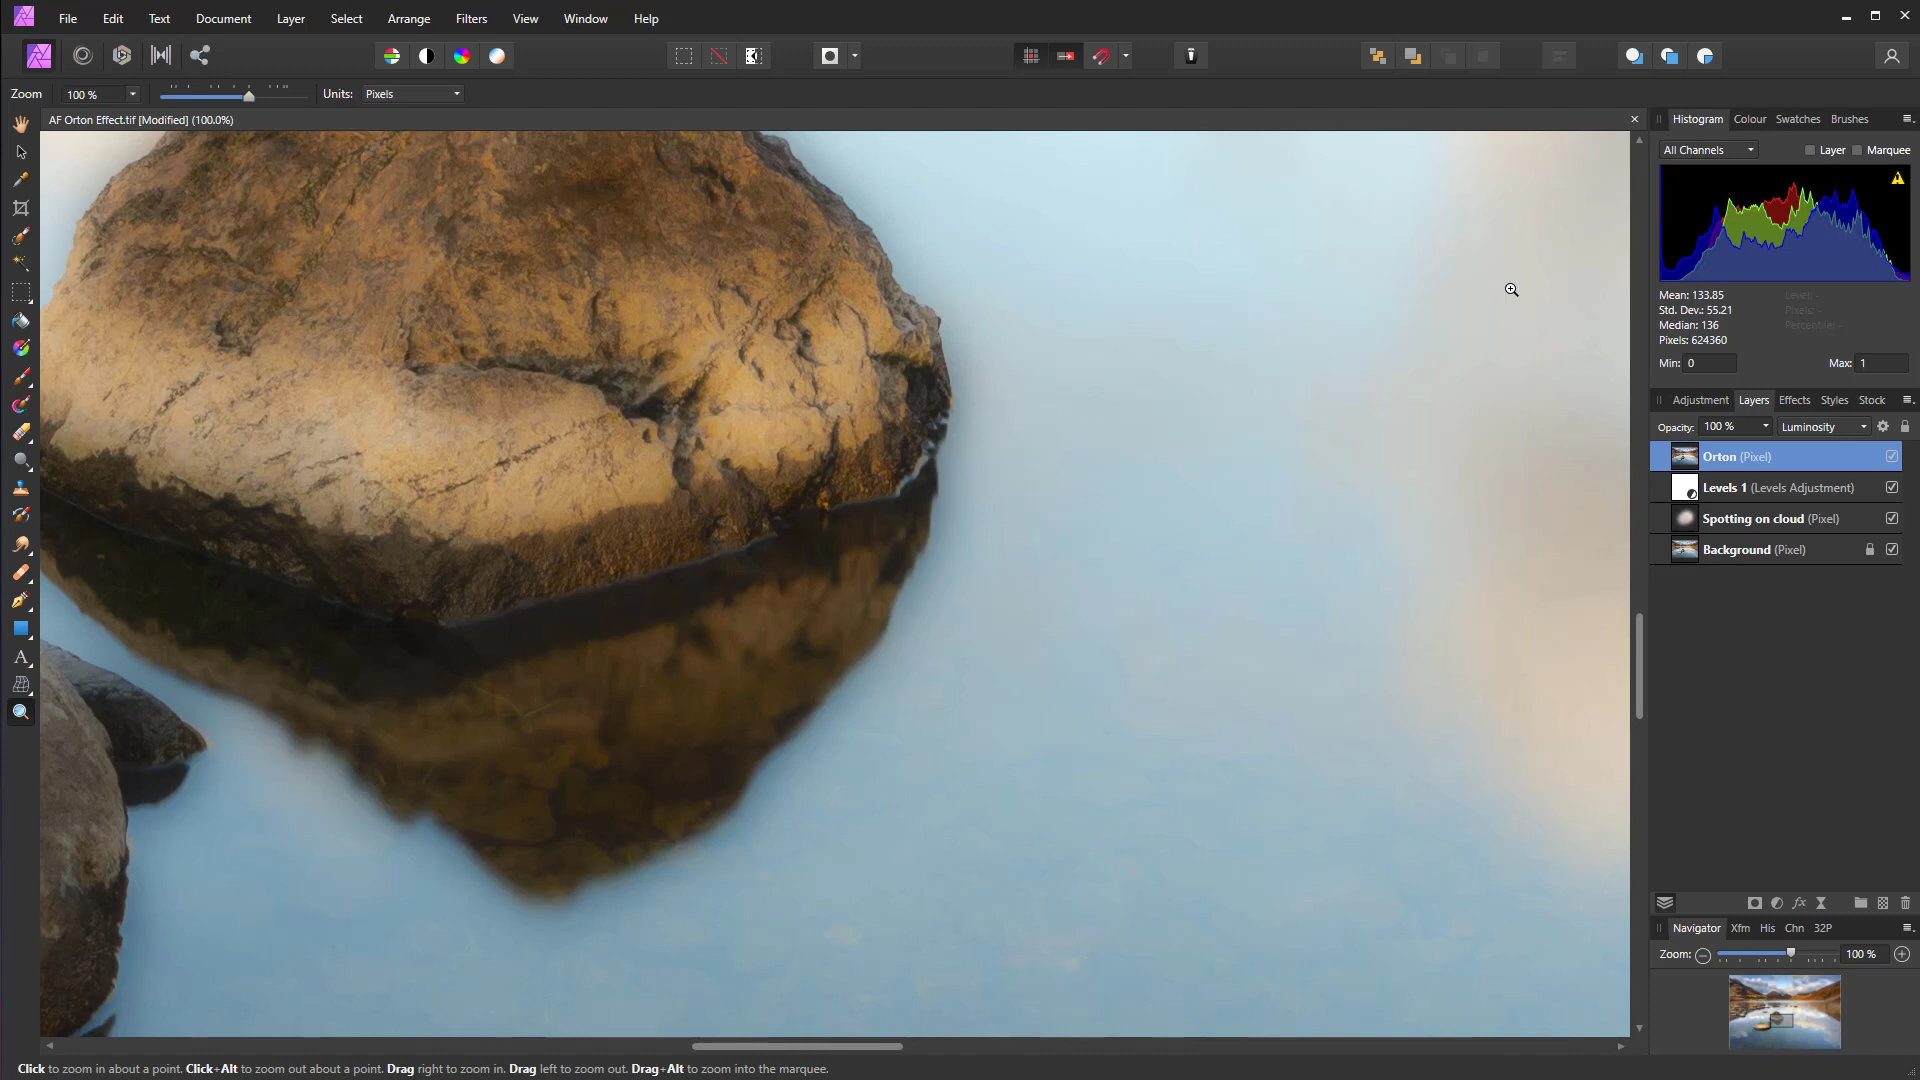 File Edit Text Document Layer Select Arrange Filters View Window Help
Zoom 100 % Units: Pixels
AF Orton Effect.tif [Modified] (100.0%)
Histogram Colour Swatches Brushes
All Channels Layer Marquee
Mean: 133.85 Level: -
Std. Dev.: 55.21 Pixels: -
Median: 136 Percentile: -
Pixels: 624360
Min: 0 Max: 1
Adjustment Layers Effects Styles Stock
Opacity: 100 % Luminosity
Orton (Pixel)
Levels 1 (Levels Adjustment)
Spotting on cloud (Pixel)
Background (Pixel)
fx
Navigator Xfm His Chn 32P
Zoom: 100 %
Click to zoom in about a point. Click+Alt to zoom out about a point. Drag right to zoom in. Drag left to zoom out. Drag+Alt to zoom into the marquee.